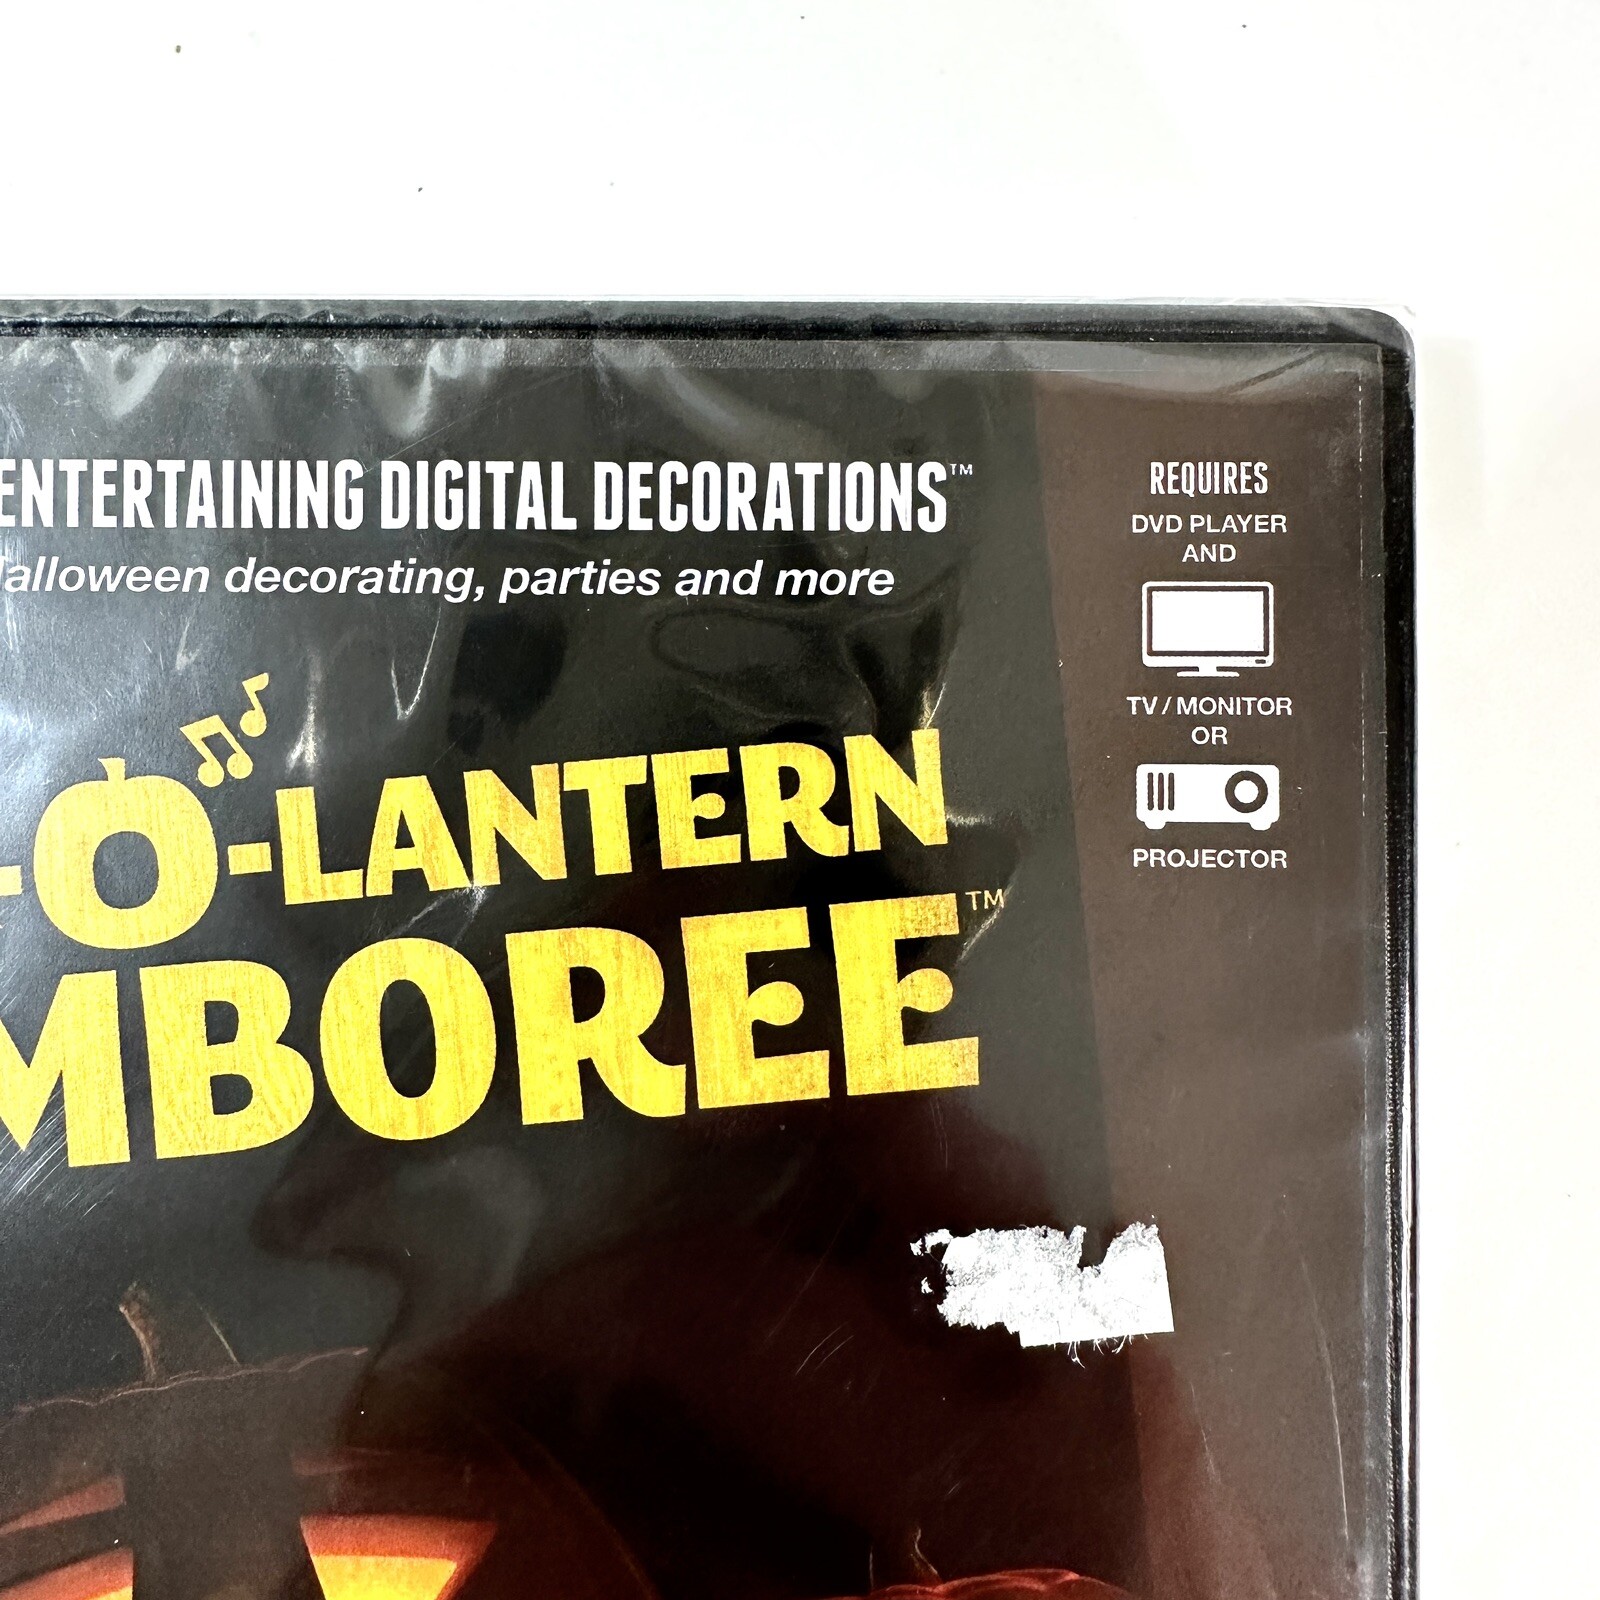 ENTERTAINING DIGITAL DECORATIONS™
alloween decorating, parties and more
-O-LANTERN
MBOREE™
REQUIRES
DVD PLAYER
AND
TV / MONITOR
OR
PROJECTOR